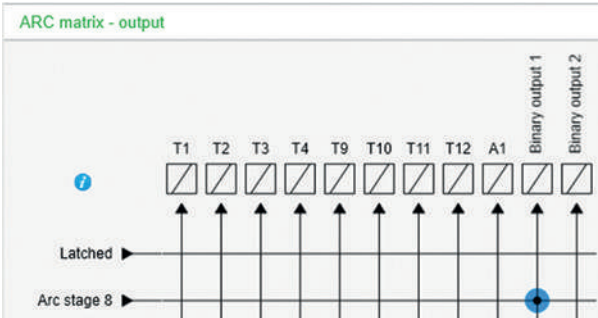 ARC matrix - output
T1 T2 T3 T4 T9 T10 T11 T12 A1 Binary output 1 Binary output 2
i
Latched
Arc stage 8